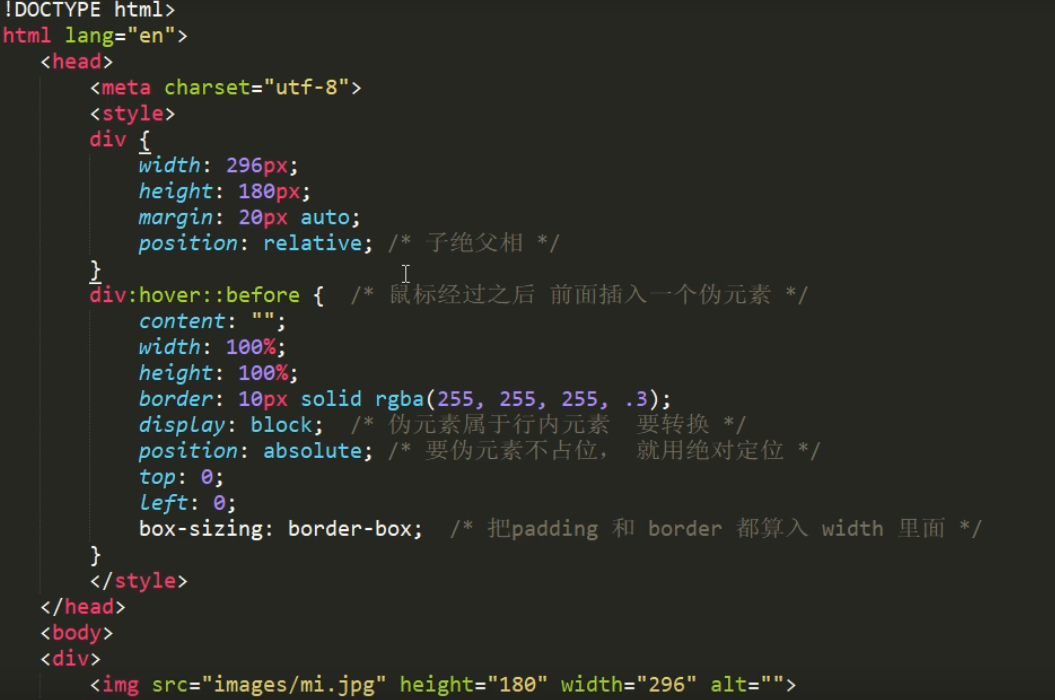 !DOCTYPE html>
html lang="en">
<head>
<meta charset="utf-8">
<style>
div {
width: 296px;
height: 180px;
margin: 20px auto;
position: relative; /* 子绝父相 */
}
div:hover::before { /* 鼠标经过之后 前面插入一个伪元素 */
content: "";
width: 100%;
height: 100%;
border: 10px solid rgba(255, 255, 255, .3);
display: block; /* 伪元素属于行内元素 要转换 */
position: absolute; /* 要伪元素不占位， 就用绝对定位 */
top: 0;
left: 0;
box-sizing: border-box; /* 把padding 和 border 都算入 width 里面 */
}
</style>
</head>
<body>
<div>
<img src="images/mi.jpg" height="180" width="296" alt="">